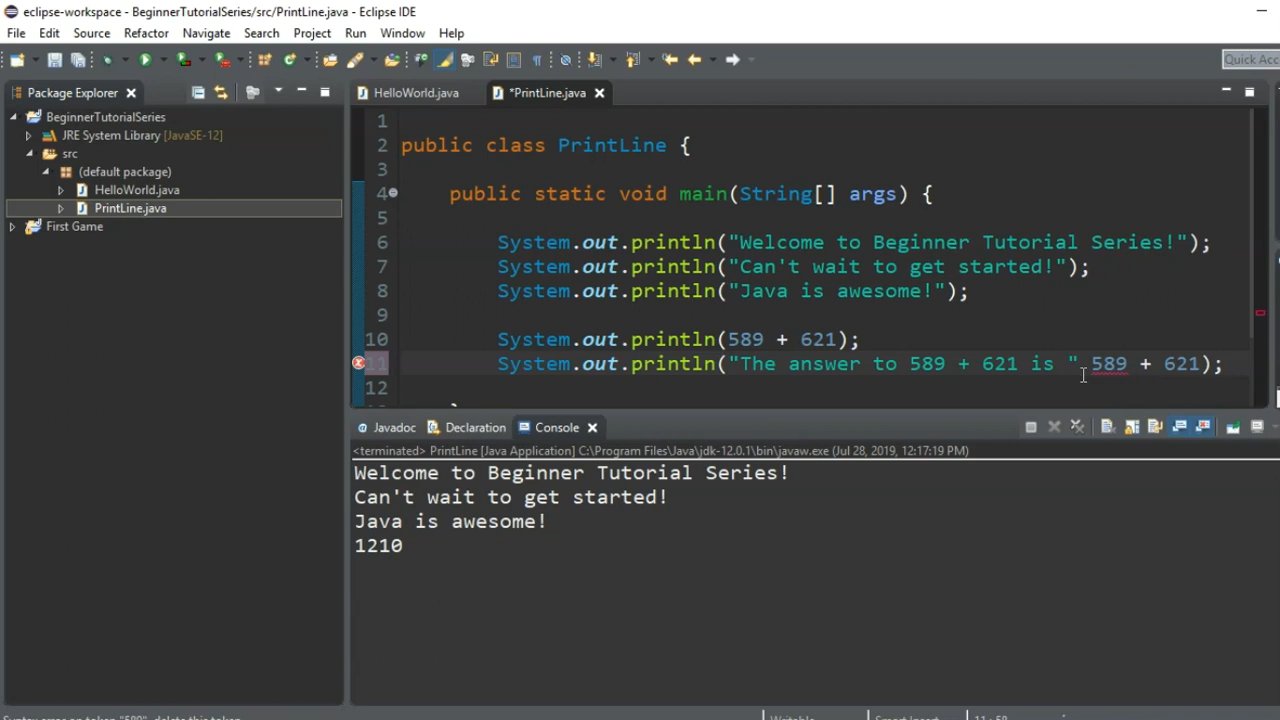 eclipse-workspace - BeginnerTutorialSeries/src/PrintLine.java - Eclipse IDE
File Edit Source Refactor Navigate Search Project Run Window Help
Quick Acc
Package Explorer
HelloWorld.java *PrintLine.java
BeginnerTutorialSeries
JRE System Library [JavaSE-12]
src
(default package)
HelloWorld.java
PrintLine.java
First Game
1
2 public class PrintLine {
3
4 public static void main(String[] args) {
5
6 System.out.println("Welcome to Beginner Tutorial Series!");
7 System.out.println("Can't wait to get started!");
8 System.out.println("Java is awesome!");
9
10 System.out.println(589 + 621);
11 System.out.println("The answer to 589 + 621 is " 589 + 621);
12
Javadoc Declaration Console
<terminated> PrintLine [Java Application] C:\Program Files\Java\jdk-12.0.1\bin\javaw.exe (Jul 28, 2019, 12:17:19 PM)
Welcome to Beginner Tutorial Series!
Can't wait to get started!
Java is awesome!
1210